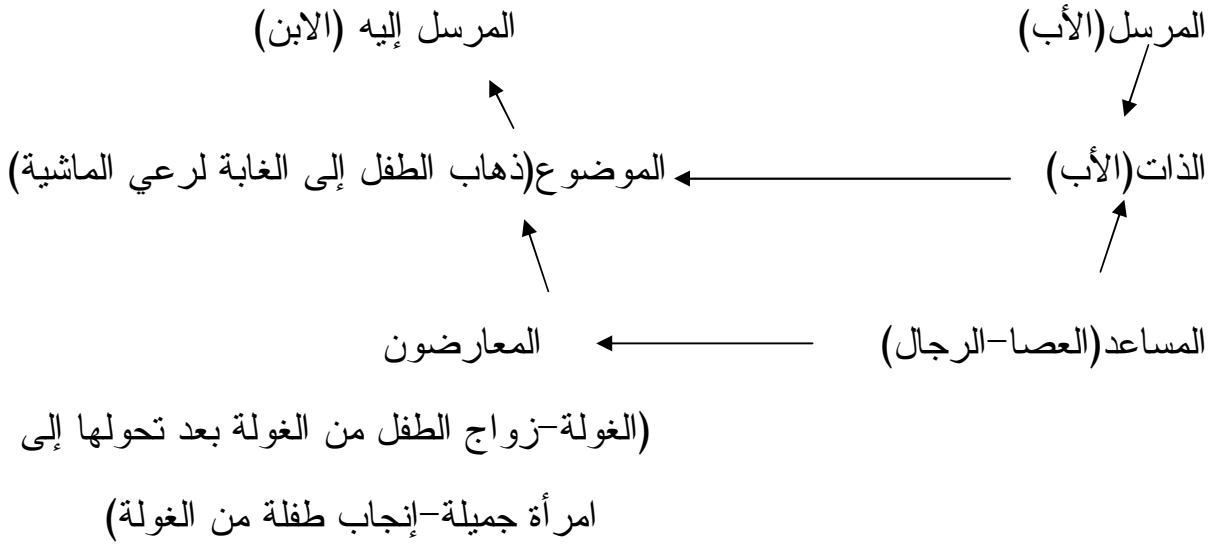 المرسل(الأب) المرسل إليه (الابن)
الذات(الأب) الموضوع(ذهاب الطفل إلى الغابة لرعي الماشية)
المساعد(العصا-الرجال) المعارضون
(الغولة-زواج الطفل من الغولة بعد تحولها إلى
امرأة جميلة-إنجاب طفلة من الغولة)